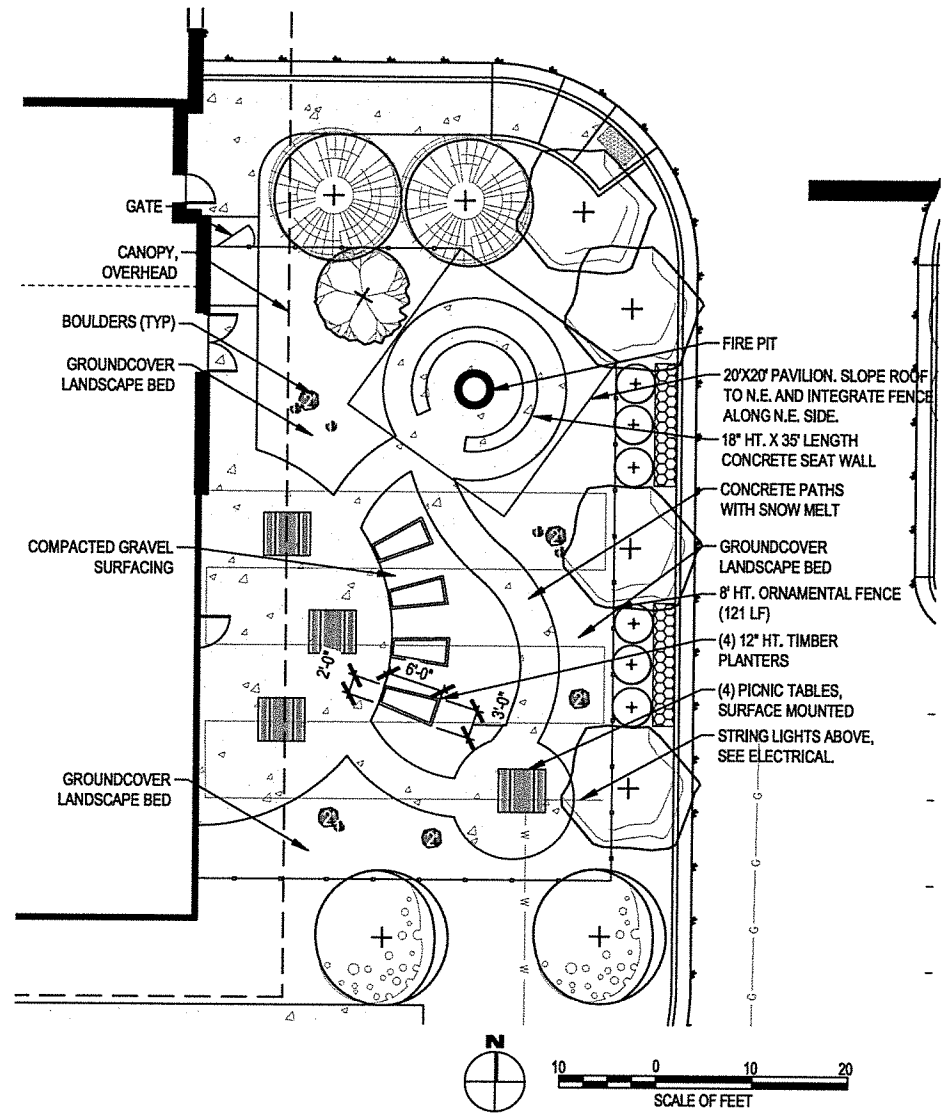 GATE
CANOPY,
OVERHEAD
BOULDERS (TYP)
GROUNDCOVER
LANDSCAPE BED
COMPACTED GRAVEL
SURFACING
GROUNDCOVER
LANDSCAPE BED
FIRE PIT
20'X20' PAVILION. SLOPE ROOF
TO N.E. AND INTEGRATE FENCE
ALONG N.E. SIDE.
18" HT. X 35' LENGTH
CONCRETE SEAT WALL
CONCRETE PATHS
WITH SNOW MELT
GROUNDCOVER
LANDSCAPE BED
8' HT. ORNAMENTAL FENCE
(121 LF)
(4) 12" HT. TIMBER
PLANTERS
(4) PICNIC TABLES,
SURFACE MOUNTED
STRING LIGHTS ABOVE,
SEE ELECTRICAL.
2'-0"
6'-0"
3'-0"
G
G
G
G
W
W
W
N
10 0 10 20
SCALE OF FEET